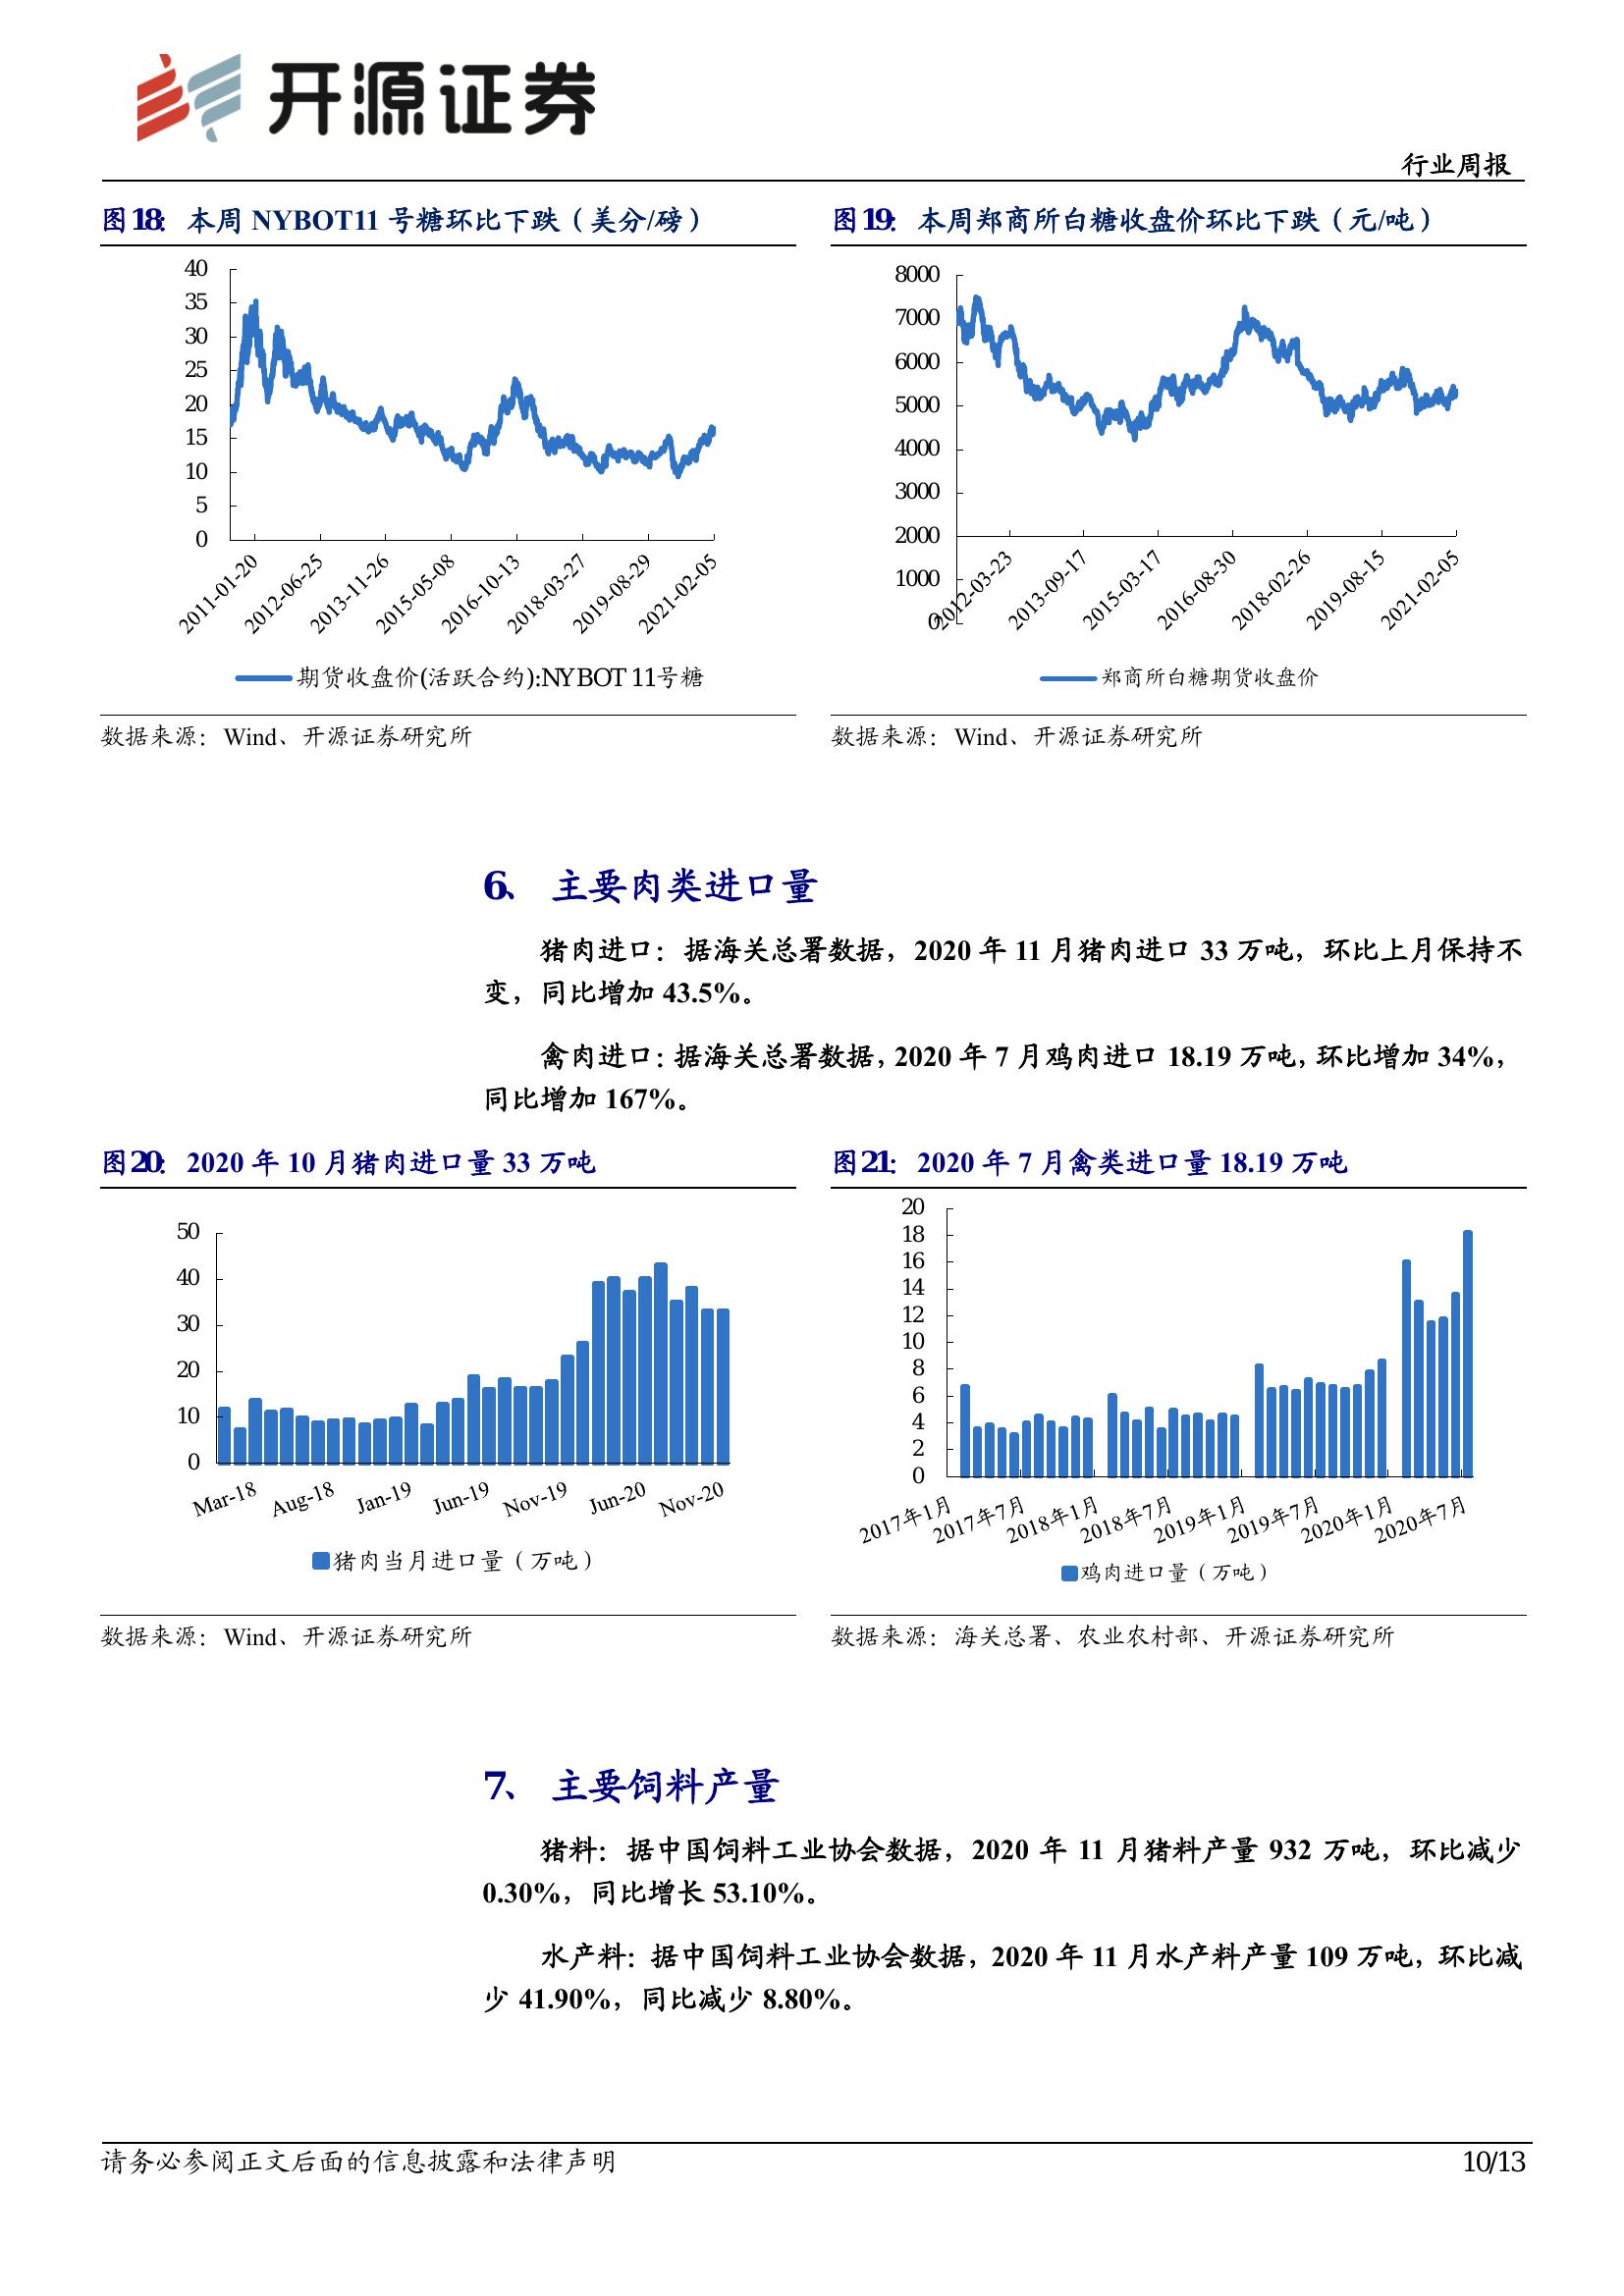 开源证券
行业周报
图18： 本周 NYBOT11 号糖环比下跌（美分/磅）
40
35
30
25
20
15
10
5
0
2011-01-20
2012-06-25
2013-11-26
2015-05-08
2016-10-13
2018-03-27
2019-08-29
2021-02-05
期货收盘价(活跃合约):NYBOT 11号糖
数据来源：Wind、开源证券研究所
图19： 本周郑商所白糖收盘价环比下跌（元/吨）
8000
7000
6000
5000
4000
3000
2000
1000
0
2012-03-23
2013-09-17
2015-03-17
2016-08-30
2018-02-26
2019-08-15
2021-02-05
郑商所白糖期货收盘价
数据来源：Wind、开源证券研究所
6、 主要肉类进口量
猪肉进口：据海关总署数据，2020 年 11 月猪肉进口 33 万吨，环比上月保持不
变，同比增加 43.5%。
禽肉进口：据海关总署数据，2020 年 7 月鸡肉进口 18.19 万吨，环比增加 34%，
同比增加 167%。
图20： 2020 年 10 月猪肉进口量 33 万吨
50
40
30
20
10
0
Mar-18
Aug-18
Jan-19
Jun-19
Nov-19
Jun-20
Nov-20
猪肉当月进口量（万吨）
数据来源：Wind、开源证券研究所
图21： 2020 年 7 月禽类进口量 18.19 万吨
20
18
16
14
12
10
8
6
4
2
0
2017年1月
2017年7月
2018年1月
2018年7月
2019年1月
2019年7月
2020年1月
2020年7月
鸡肉进口量（万吨）
数据来源：海关总署、农业农村部、开源证券研究所
7、 主要饲料产量
猪料：据中国饲料工业协会数据，2020 年 11 月猪料产量 932 万吨，环比减少
0.30%，同比增长 53.10%。
水产料：据中国饲料工业协会数据，2020 年 11 月水产料产量 109 万吨，环比减
少 41.90%，同比减少 8.80%。
请务必参阅正文后面的信息披露和法律声明
10/13